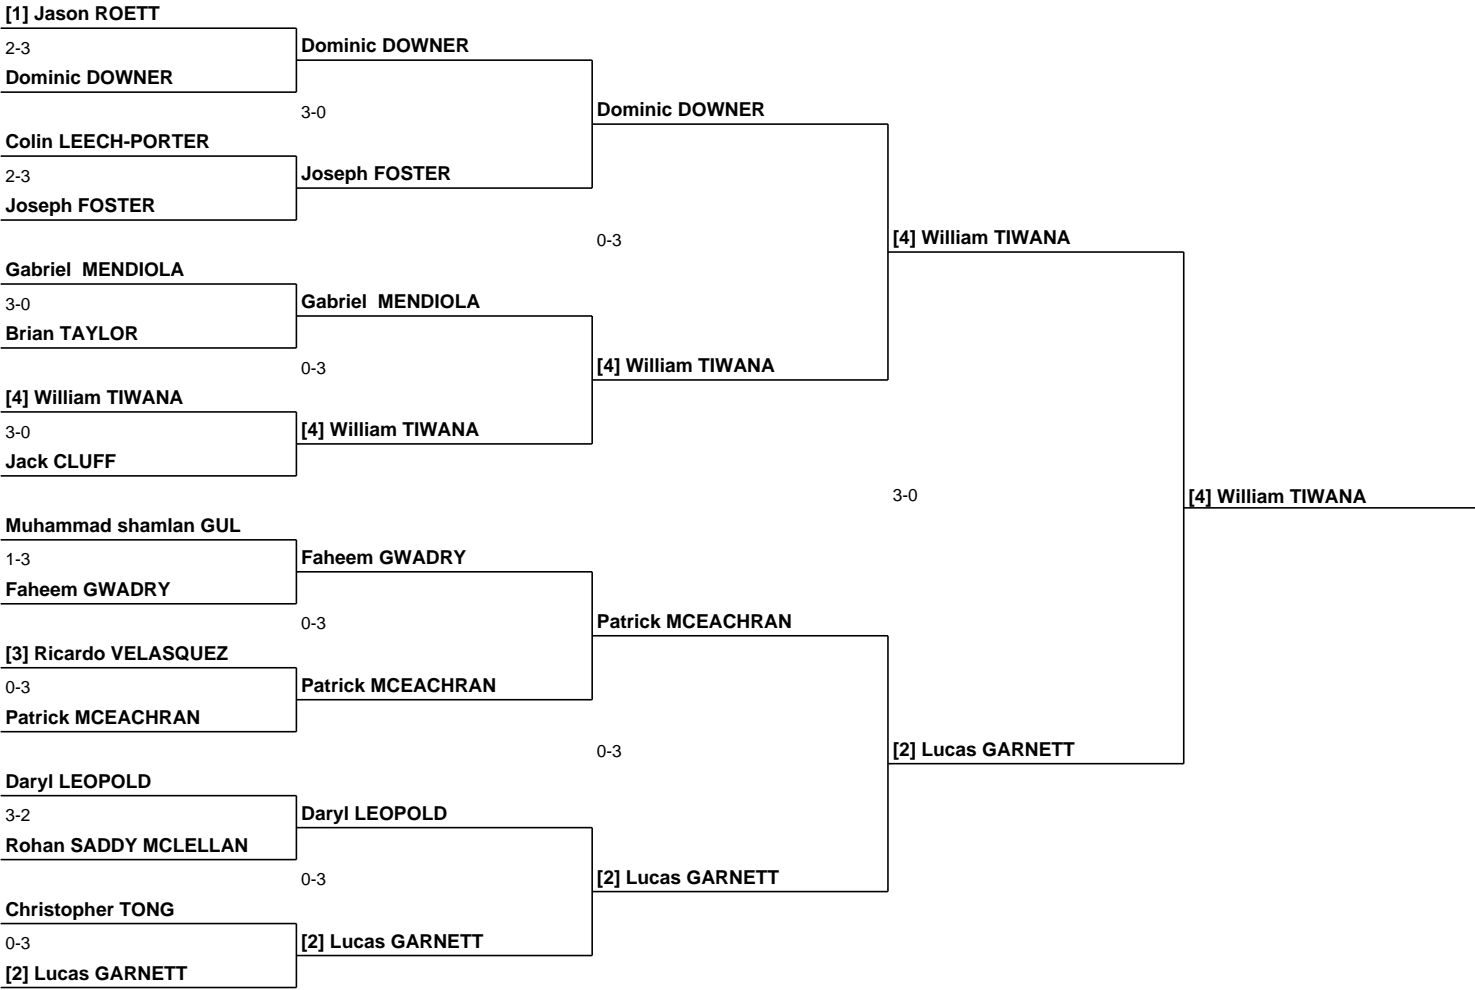 [1] Jason ROETT
2-3
Dominic DOWNER
Colin LEECH-PORTER
2-3
Joseph FOSTER
Gabriel  MENDIOLA
3-0
Brian TAYLOR
[4] William TIWANA
3-0
Jack CLUFF
Muhammad shamlan GUL
1-3
Faheem GWADRY
[3] Ricardo VELASQUEZ
0-3
Patrick MCEACHRAN
Daryl LEOPOLD
3-2
Rohan SADDY MCLELLAN
Christopher TONG
0-3
[2] Lucas GARNETT
Dominic DOWNER
3-0
Joseph FOSTER
Gabriel  MENDIOLA
0-3
[4] William TIWANA
Faheem GWADRY
0-3
Patrick MCEACHRAN
Daryl LEOPOLD
0-3
[2] Lucas GARNETT
Dominic DOWNER
0-3
[4] William TIWANA
Patrick MCEACHRAN
0-3
[2] Lucas GARNETT
[4] William TIWANA
3-0
[2] Lucas GARNETT
[4] William TIWANA